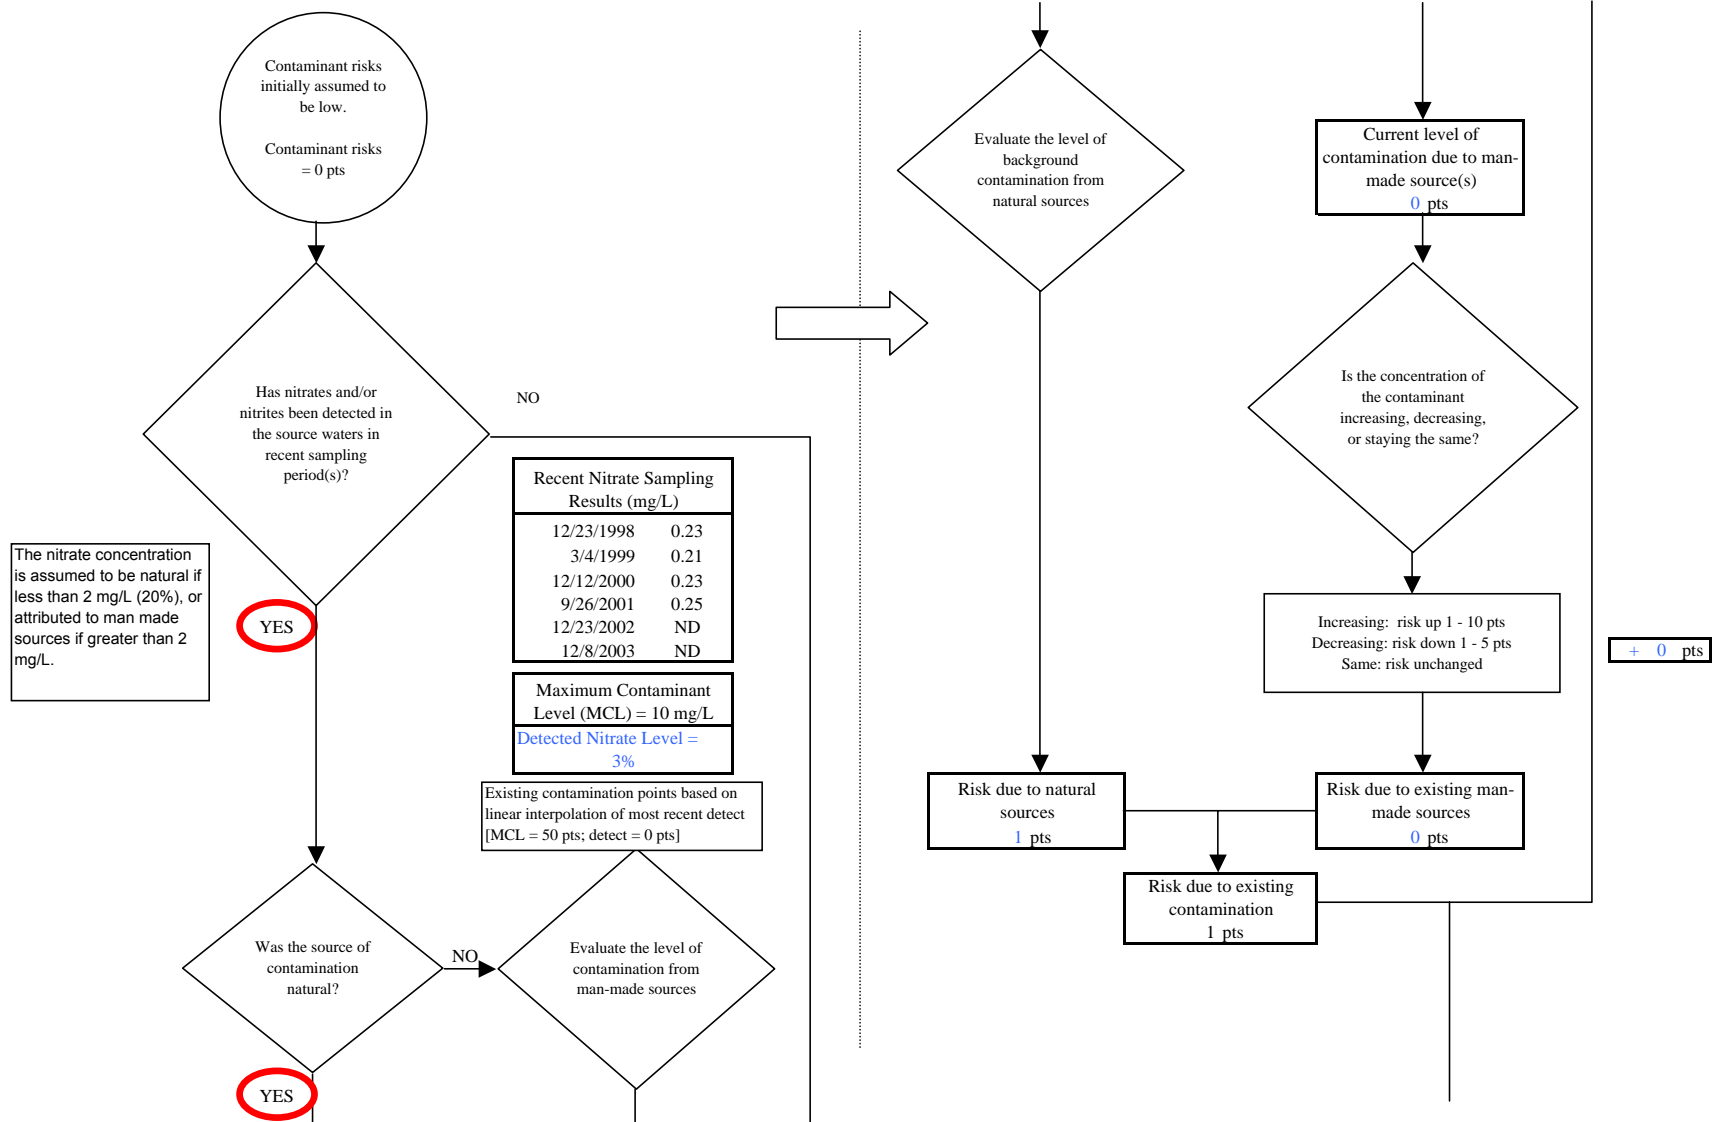 Contaminant risks
initially assumed to
be low.
Contaminant risks
= 0 pts
Has nitrates and/or
nitrites been detected in
the source waters in
recent sampling
period(s)?
NO
Recent Nitrate Sampling
Results (mg/L)
12/23/1998 0.23
3/4/1999 0.21
12/12/2000 0.23
9/26/2001 0.25
12/23/2002 ND
12/8/2003 ND
The nitrate concentration
is assumed to be natural if
less than 2 mg/L (20%), or
attributed to man made
sources if greater than 2
mg/L.
YES
Maximum Contaminant
Level (MCL) = 10 mg/L
Detected Nitrate Level =
3%
Existing contamination points based on
linear interpolation of most recent detect
[MCL = 50 pts; detect = 0 pts]
Was the source of
contamination
natural?
NO
Evaluate the level of
contamination from
man-made sources
YES
Evaluate the level of
background
contamination from
natural sources
Current level of
contamination due to man-
made source(s)
0 pts
Is the concentration of
the contaminant
increasing, decreasing,
or staying the same?
Increasing: risk up 1 - 10 pts
Decreasing: risk down 1 - 5 pts
Same: risk unchanged
+ 0 pts
Risk due to natural
sources
1 pts
Risk due to existing man-
made sources
0 pts
Risk due to existing
contamination
1 pts